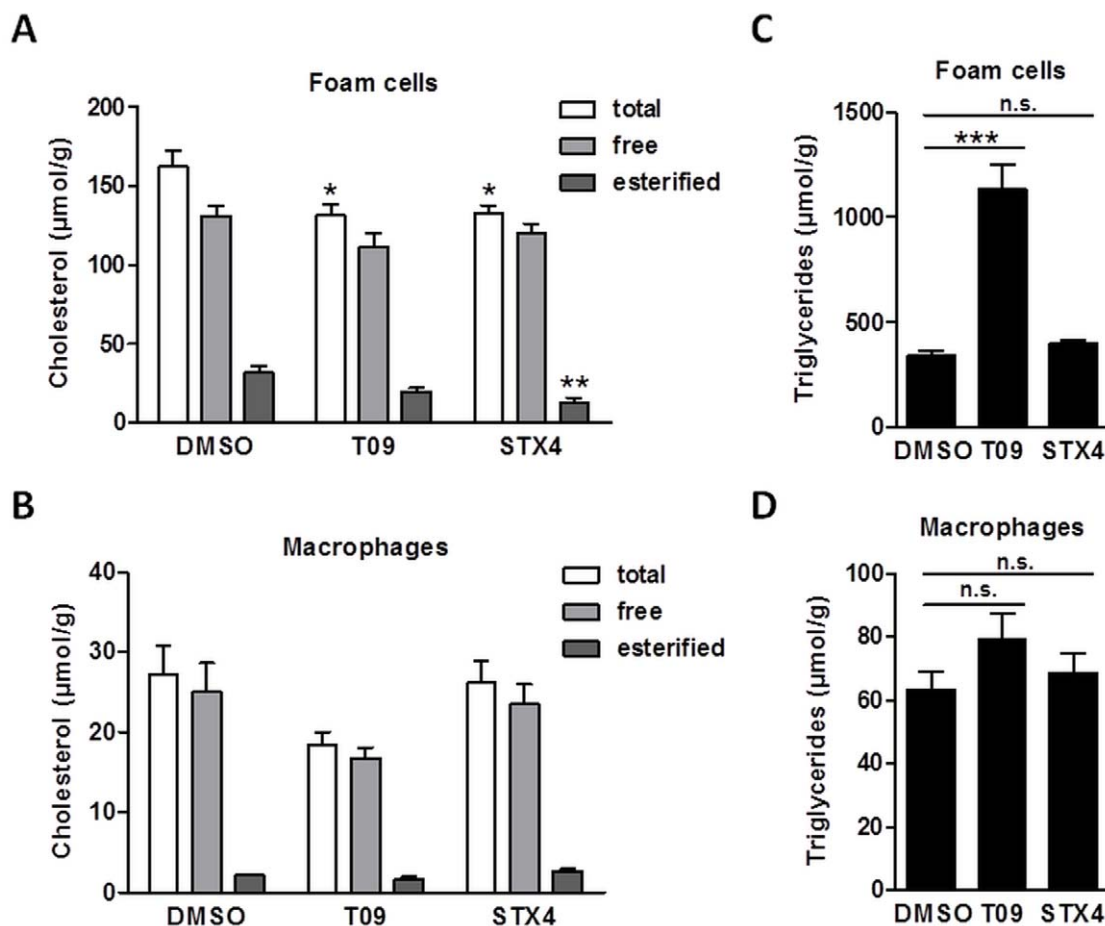 A
Foam cells
total
free
esterified
Cholesterol (µmol/g)
200
150
100
50
0
*
*
**
DMSO T09 STX4
B
Macrophages
total
free
esterified
Cholesterol (µmol/g)
40
30
20
10
0
DMSO T09 STX4
C
Foam cells
n.s.
***
Triglycerides (µmol/g)
1500
1000
500
0
DMSO T09 STX4
D
Macrophages
n.s.
n.s.
Triglycerides (µmol/g)
100
80
60
40
20
0
DMSO T09 STX4